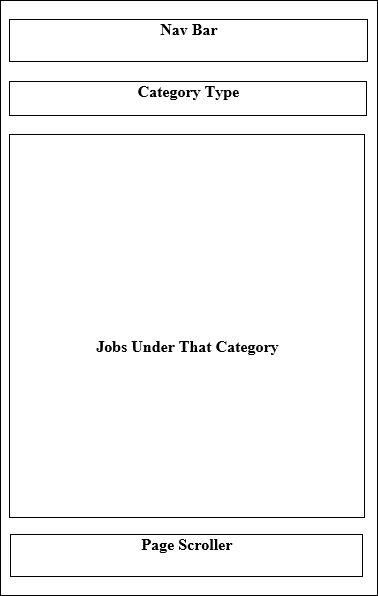 Nav Bar
Category Type
Jobs Under That Category
Page Scroller